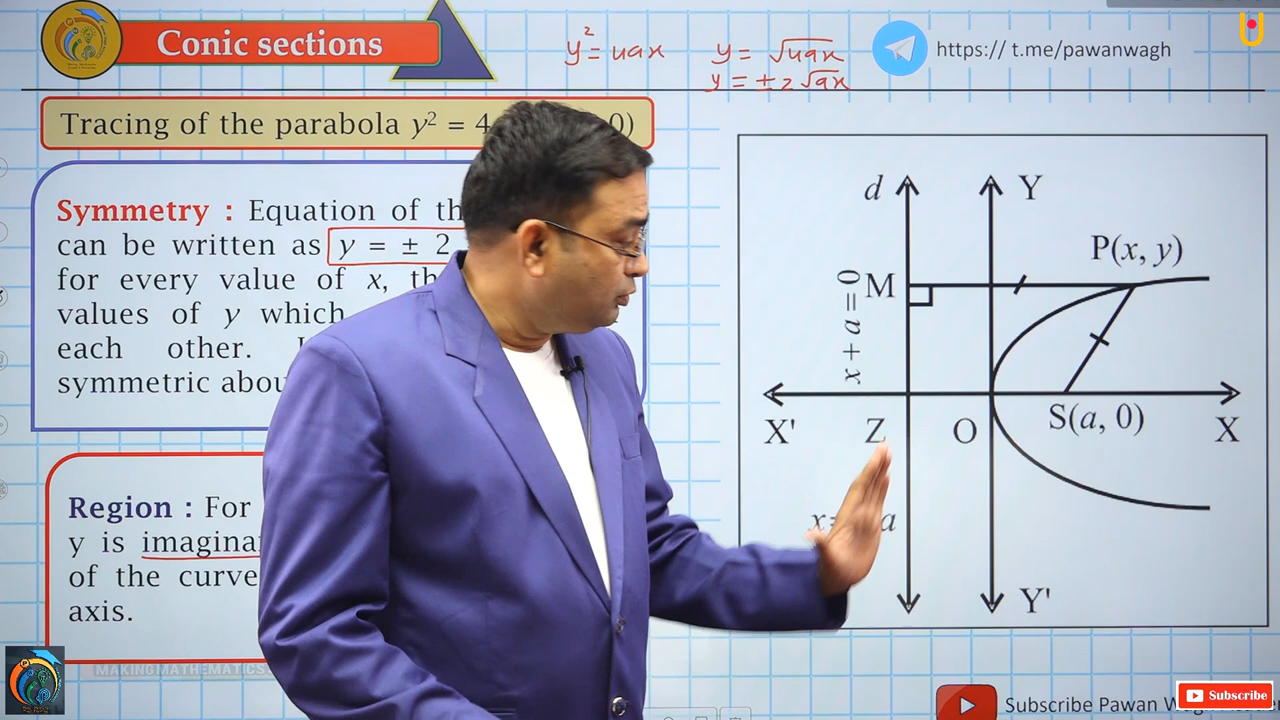 Conic sections
y² = 4ax y = √4ax
y = ± 2√ax
https:// t.me/pawanwagh
Tracing of the parabola y² = 4 0)
Symmetry : Equation of th
can be written as y = ± 2
for every value of x, th
values of y which
each other.
symmetric abou
Region : For
y is imagina
of the curve
axis.
d Y
P(x, y)
M
x + a = 0
X' Z O S(a, 0) X
x= a
Y'
MAKINGMATHEMATICS
Subscribe Pawan Wagh
Subscribe